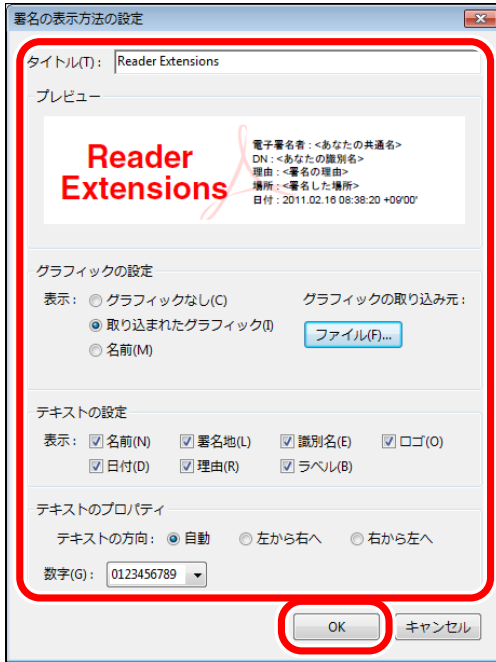 署名の表示方法の設定
タイトル(T): Reader Extensions
プレビュー
Reader
Extensions
電子署名者 : <あなたの共通名>
DN : <あなたの識別名>
理由 : <署名の理由>
場所 : <署名した場所>
日付 : 2011.02.16 08:38:20 +09'00'
グラフィックの設定
表示: グラフィックなし(C) グラフィックの取り込み元:
取り込まれたグラフィック(I) ファイル(F)...
名前(M)
テキストの設定
表示: 名前(N) 署名地(L) 識別名(E) ロゴ(O)
日付(D) 理由(R) ラベル(B)
テキストのプロパティ
テキストの方向: 自動 左から右へ 右から左へ
数字(G): 0123456789
OK キャンセル